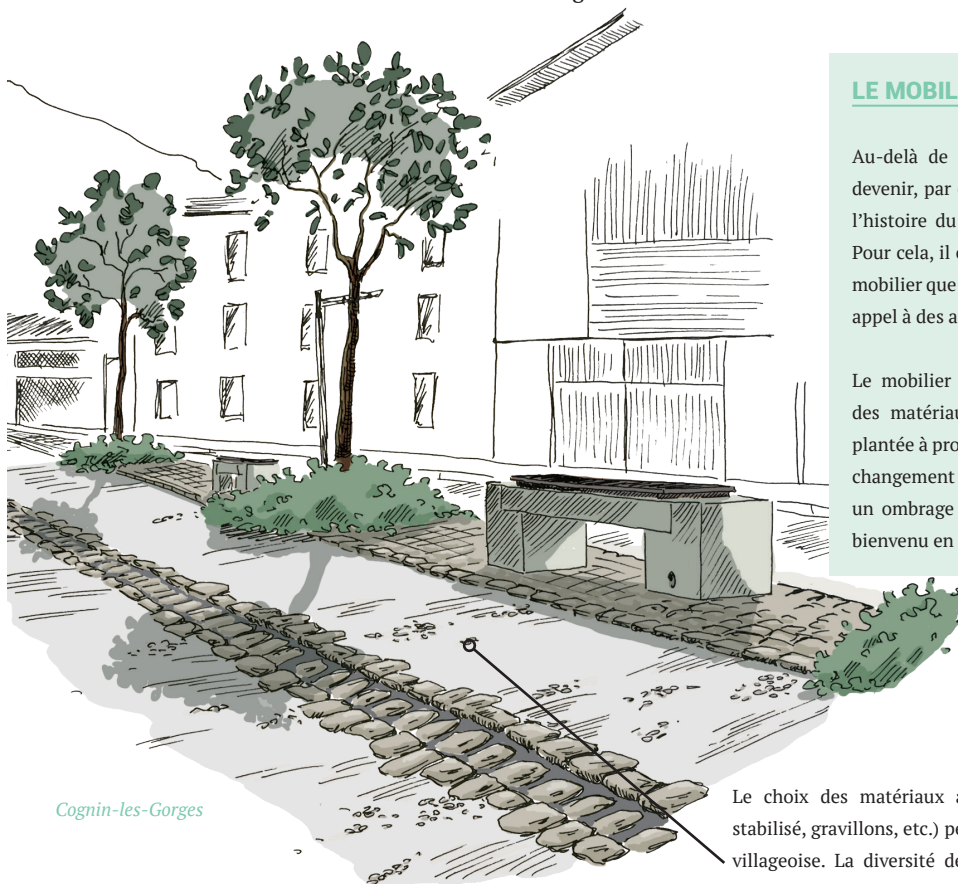 LE MOBIL
Au-delà de
devenir, par
l'histoire du
Pour cela, il
mobilier que
appel à des a
Le mobilier
des matériau
plantée à pro
changement
un ombrage
bienvenu en
Cognin-les-Gorges
Le choix des matériaux a
stabilisé, gravillons, etc.) pe
villageoise. La diversité de